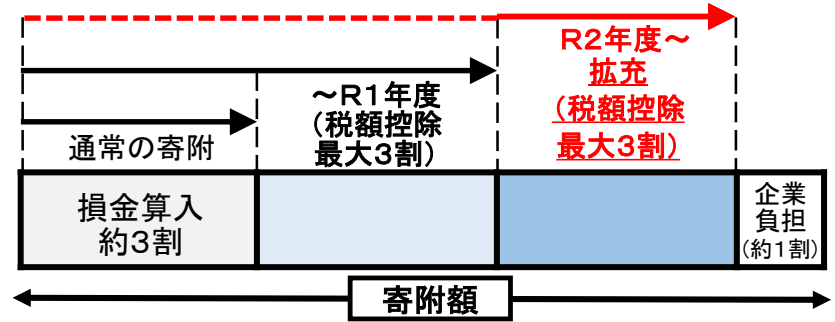 R2年度～
拡充
(税額控除
最大3割)
～R1年度
(税額控除
最大3割)
通常の寄附
損金算入
約3割
企業
負担
(約1割)
寄附額